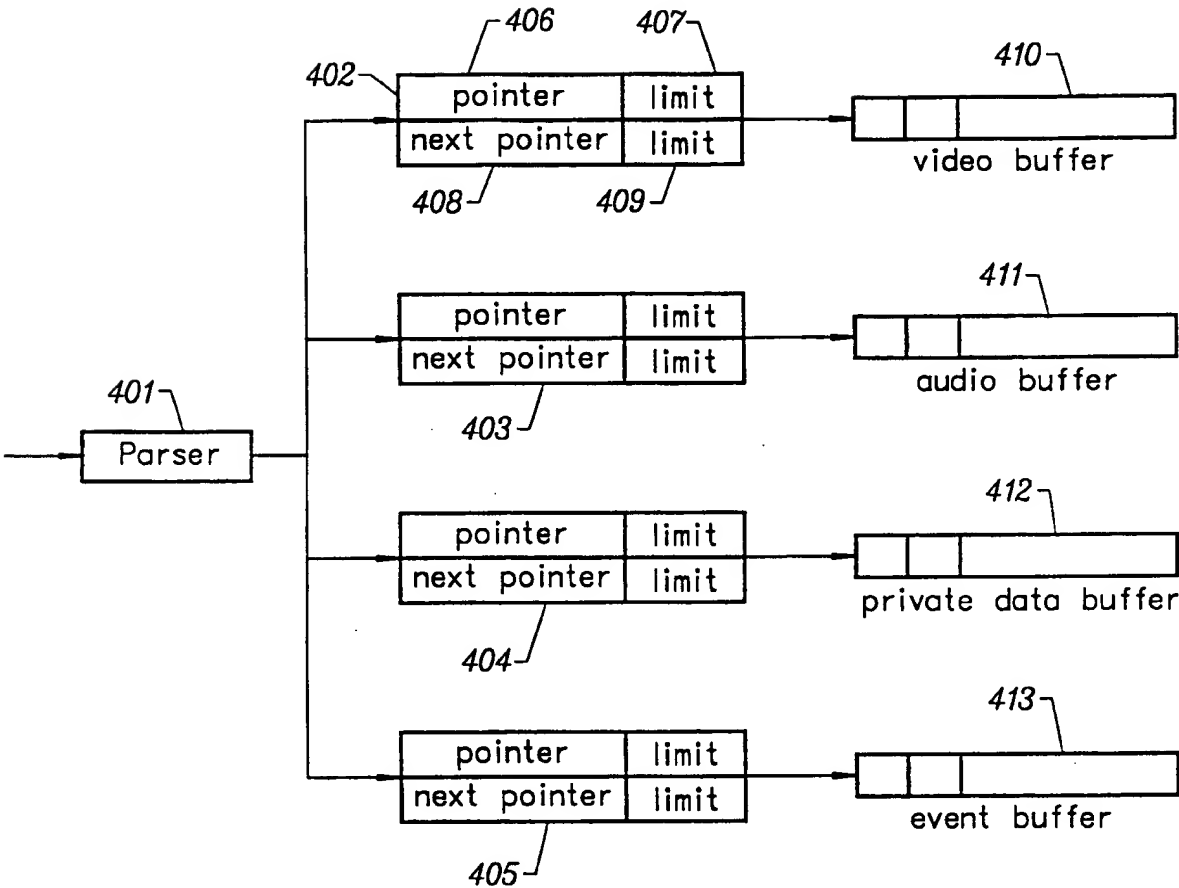 406
407
402
410
pointer limit
next pointer limit
video buffer
408
409
411
pointer limit
next pointer limit
audio buffer
401
403
Parser
412
pointer limit
next pointer limit
private data buffer
404
413
pointer limit
next pointer limit
event buffer
405